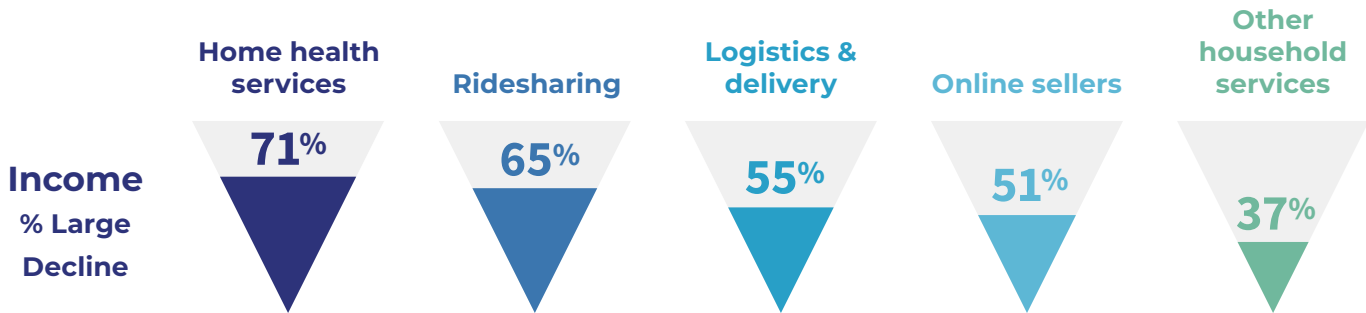 Home health
services
Ridesharing
Logistics &
delivery
Online sellers
Other
household
services
Income
% Large
Decline
71%
65%
55%
51%
37%